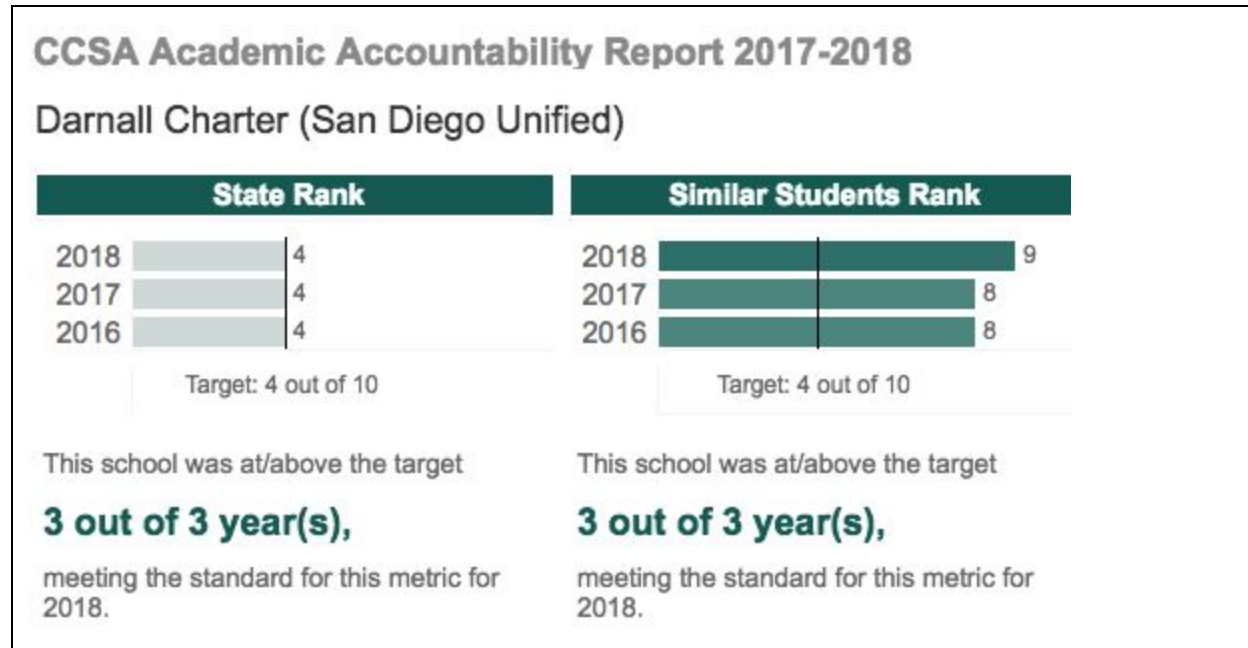 CCSA Academic Accountability Report 2017-2018
Darnall Charter (San Diego Unified)
State Rank
2018 4
2017 4
2016 4
Target: 4 out of 10
This school was at/above the target
3 out of 3 year(s),
meeting the standard for this metric for
2018.
Similar Students Rank
2018 9
2017 8
2016 8
Target: 4 out of 10
This school was at/above the target
3 out of 3 year(s),
meeting the standard for this metric for
2018.